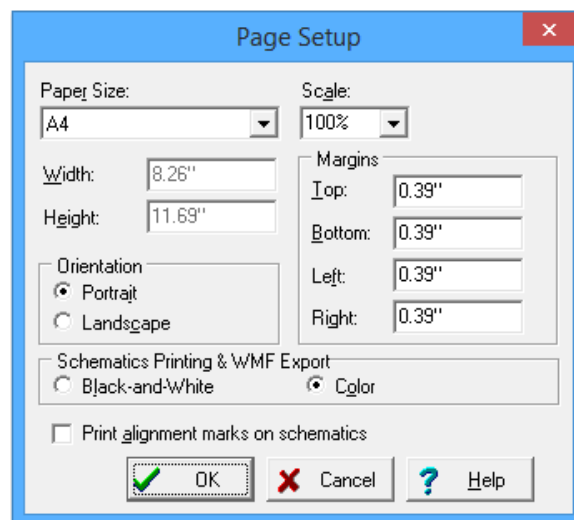 Page Setup
Paper Size:
A4
Scale:
100%
Width:
8.26"
Height:
11.69"
Margins
Top:
0.39"
Bottom:
0.39"
Left:
0.39"
Right:
0.39"
Orientation
Portrait
Landscape
Schematics Printing & WMF Export
Black-and-White
Color
Print alignment marks on schematics
OK
Cancel
Help